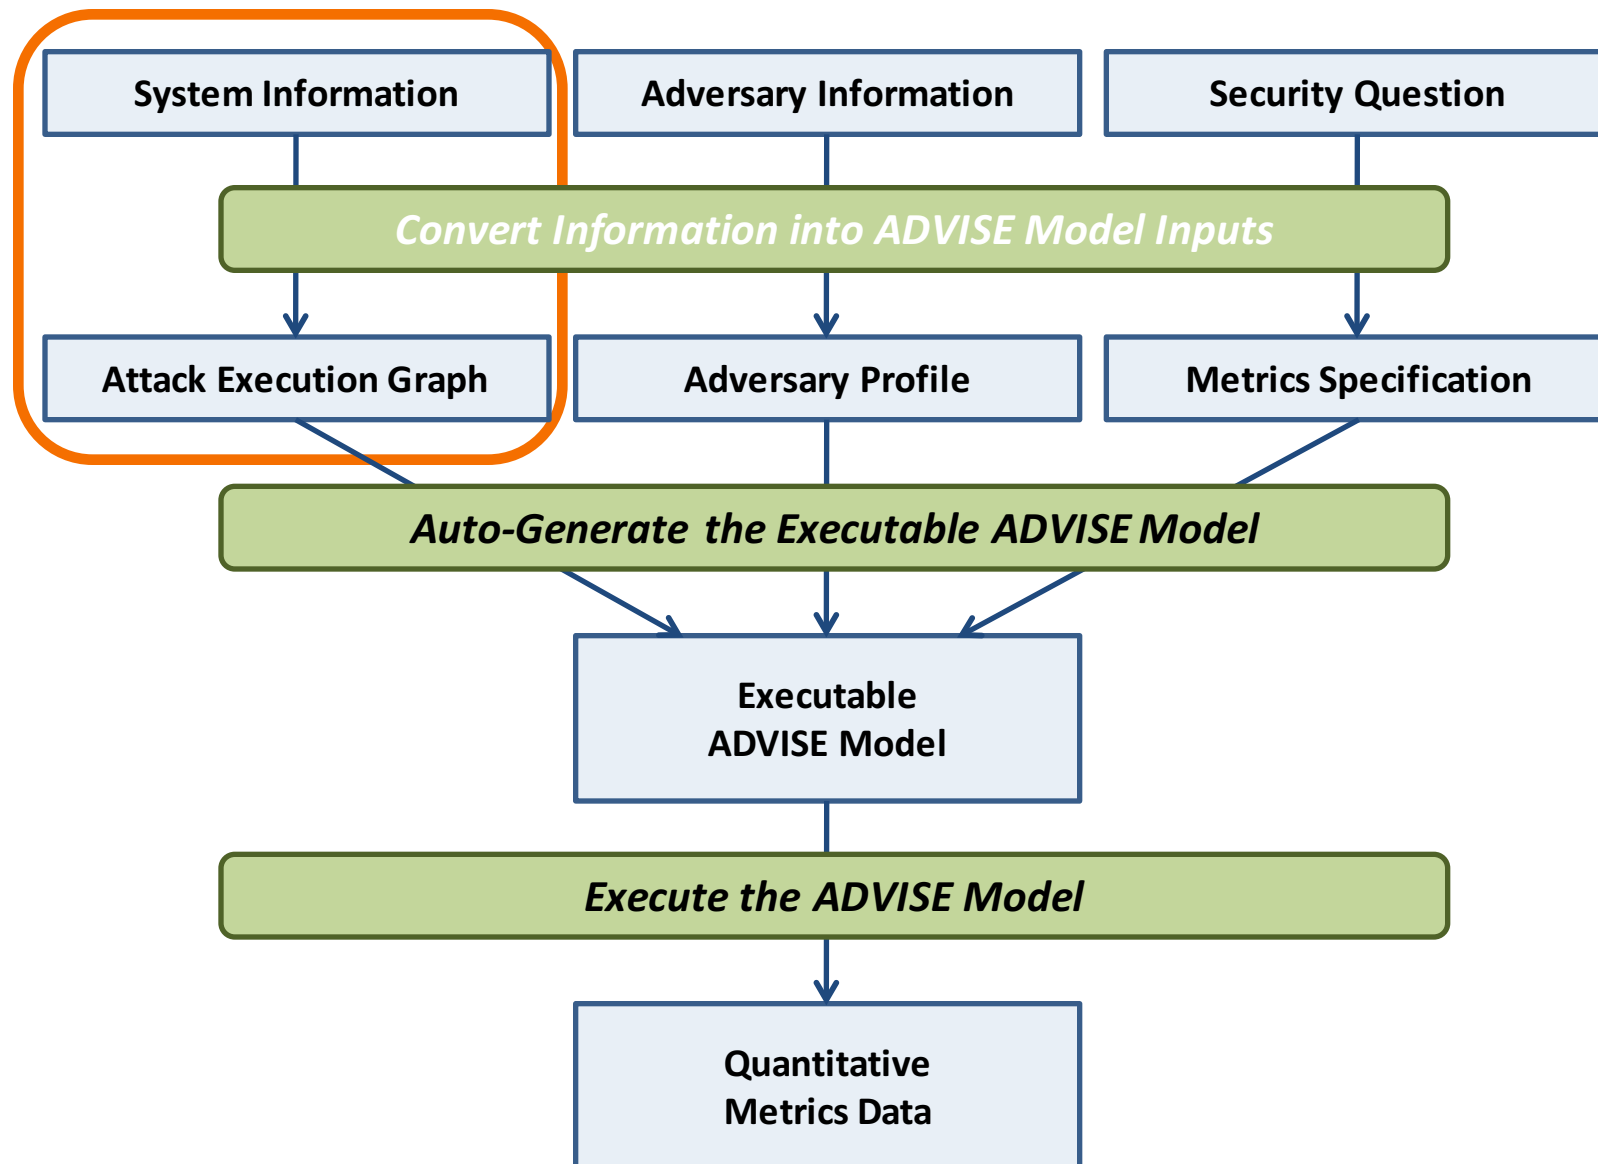 System Information
Adversary Information
Security Question
Convert Information into ADVISE Model Inputs
Attack Execution Graph
Adversary Profile
Metrics Specification
Auto-Generate the Executable ADVISE Model
Executable
ADVISE Model
Execute the ADVISE Model
Quantitative
Metrics Data